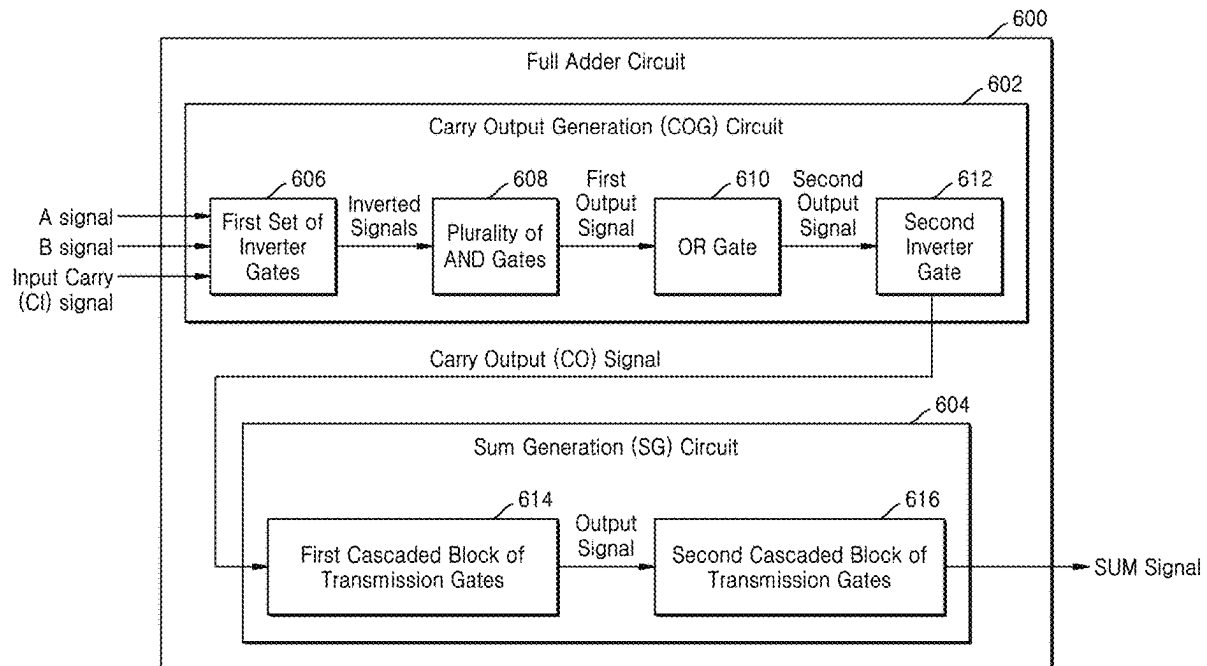 600
Full Adder Circuit
602
Carry Output Generation (COG) Circuit
606
608
First
Output
Signal
610
Second
Output
Signal
612
A signal
B signal
Input Carry
(CI) signal
First Set of
Inverter
Gates
Inverted
Signals
Plurality of
AND Gates
OR Gate
Second
Inverter
Gate
Carry Output (CO) Signal
604
Sum Generation (SG) Circuit
614
Output
Signal
616
First Cascaded Block of
Transmission Gates
Second Cascaded Block of
Transmission Gates
SUM Signal